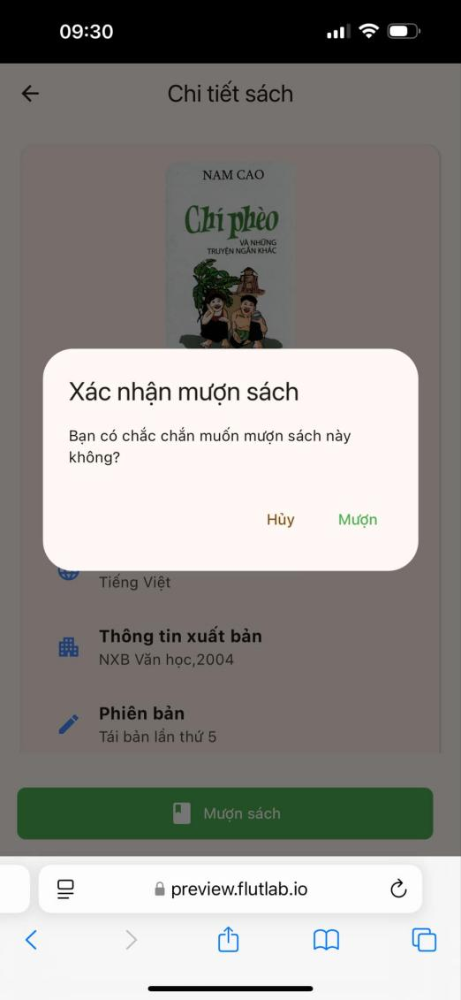 09:30
Chi tiết sách
NAM CAO
Chí phèo
VÀ NHỮNG
TRUYỆN NGẮN KHÁC
Xác nhận mượn sách
Bạn có chắc chắn muốn mượn sách này
không?
Hủy
Mượn
Tiếng Việt
Thông tin xuất bản
NXB Văn học,2004
Phiên bản
Tái bản lần thứ 5
Mượn sách
preview.flutlab.io